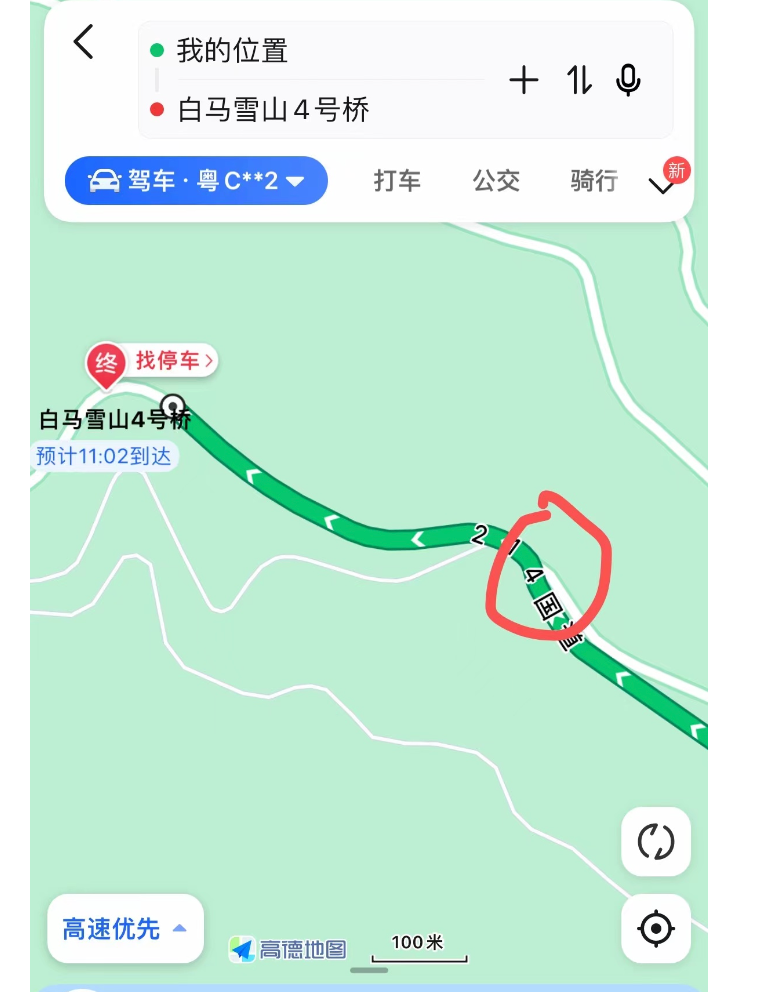 我的位置
白马雪山4号桥
驾车·粤C**2
打车
公交
骑行
新
终
找停车
白马雪山4号桥
预计11:02到达
214国道
高速优先
高德地图
100米